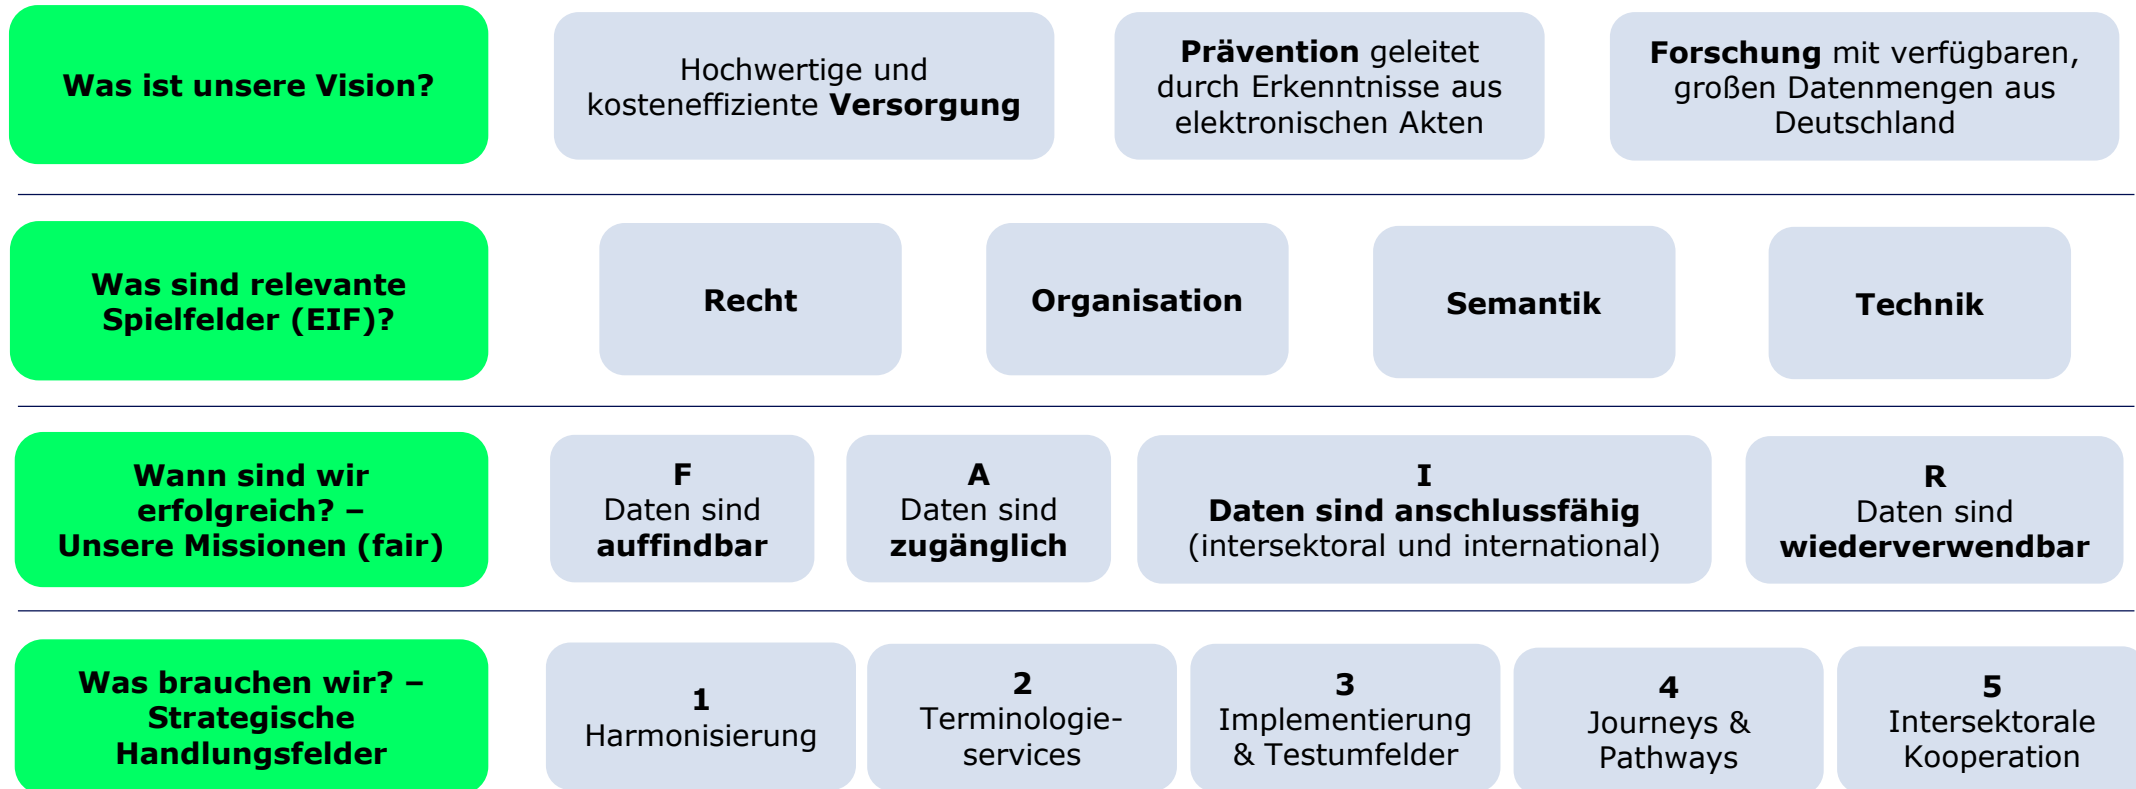 Was ist unsere Vision?
Hochwertige und
kosteneffiziente Versorgung
Prävention geleitet
durch Erkenntnisse aus
elektronischen Akten
Forschung mit verfügbaren,
großen Datenmengen aus
Deutschland
Was sind relevante
Spielfelder (EIF)?
Recht
Organisation
Semantik
Technik
Wann sind wir
erfolgreich? –
Unsere Missionen (fair)
F
Daten sind
auffindbar
A
Daten sind
zugänglich
I
Daten sind anschlussfähig
(intersektoral und international)
R
Daten sind
wiederverwendbar
Was brauchen wir? –
Strategische
Handlungsfelder
1
Harmonisierung
2
Terminologie-
services
3
Implementierung
& Testumfelder
4
Journeys &
Pathways
5
Intersektorale
Kooperation